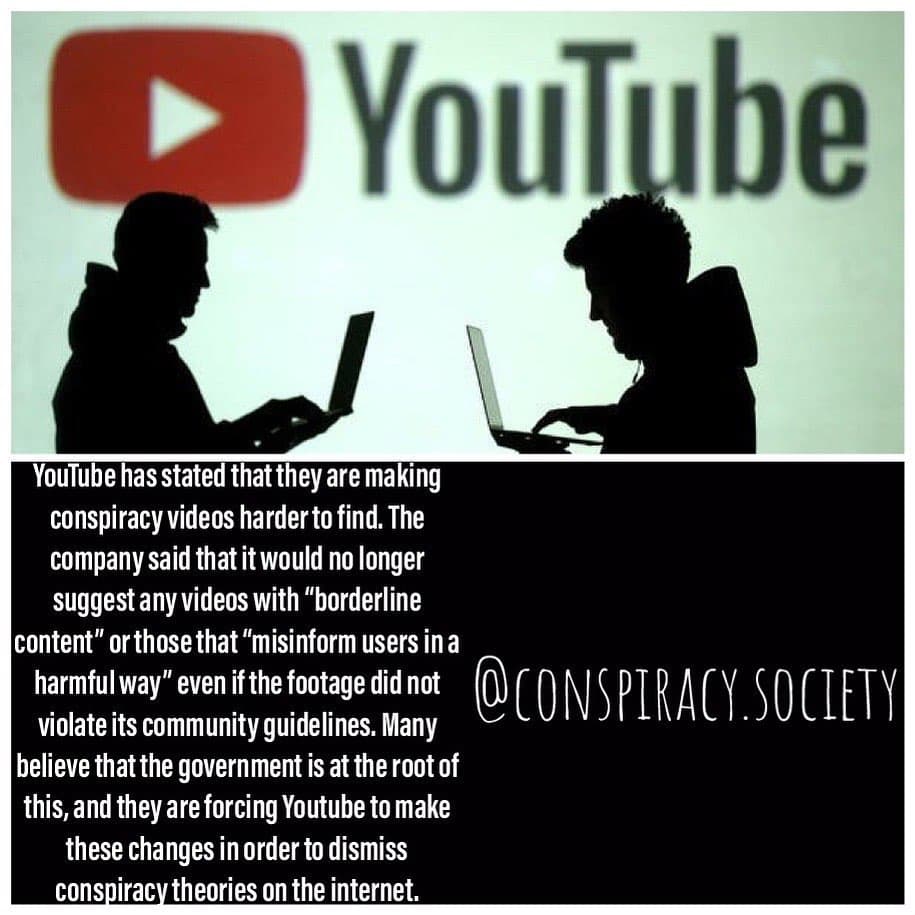 YouTube
YouTube has stated that they are making
conspiracy videos harder to find. The
company said that it would no longer
suggest any videos with “borderline
content” or those that “misinform users in a
harmful way” even if the footage did not
violate its community guidelines. Many
believe that the government is at the root of
this, and they are forcing Youtube to make
these changes in order to dismiss
conspiracy theories on the internet.
@CONSPIRACY.SOCIETY